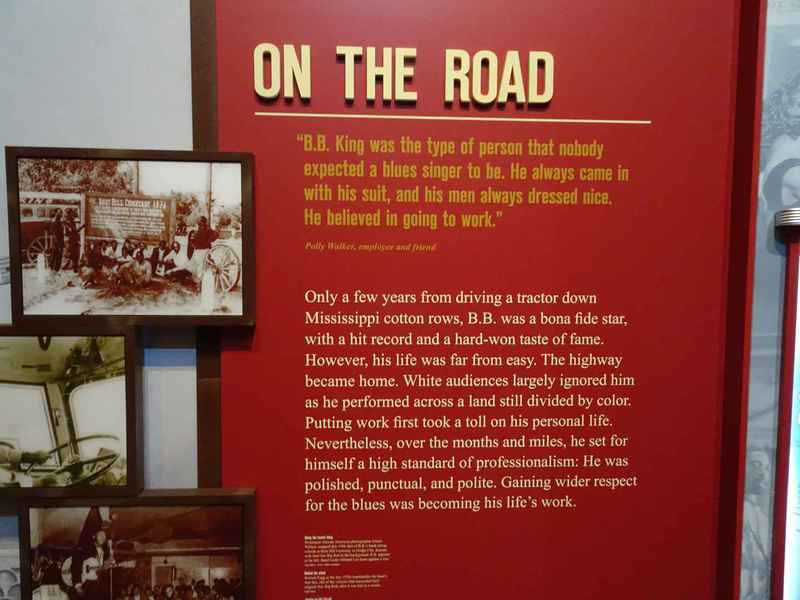 ON THE ROAD
“B.B. King was the type of person that nobody
expected a blues singer to be. He always came in
with his suit, and his men always dressed nice.
He believed in going to work.”
Polly Walker, employee and friend
Only a few years from driving a tractor down
Mississippi cotton rows, B.B. was a bona fide star,
with a hit record and a hard-won taste of fame.
However, his life was far from easy. The highway
became home. White audiences largely ignored him
as he performed across a land still divided by color.
Putting work first took a toll on his personal life.
Nevertheless, over the months and miles, he set for
himself a high standard of professionalism: He was
polished, punctual, and polite. Gaining wider respect
for the blues was becoming his life’s work.
BOOT HILL CEMETERY